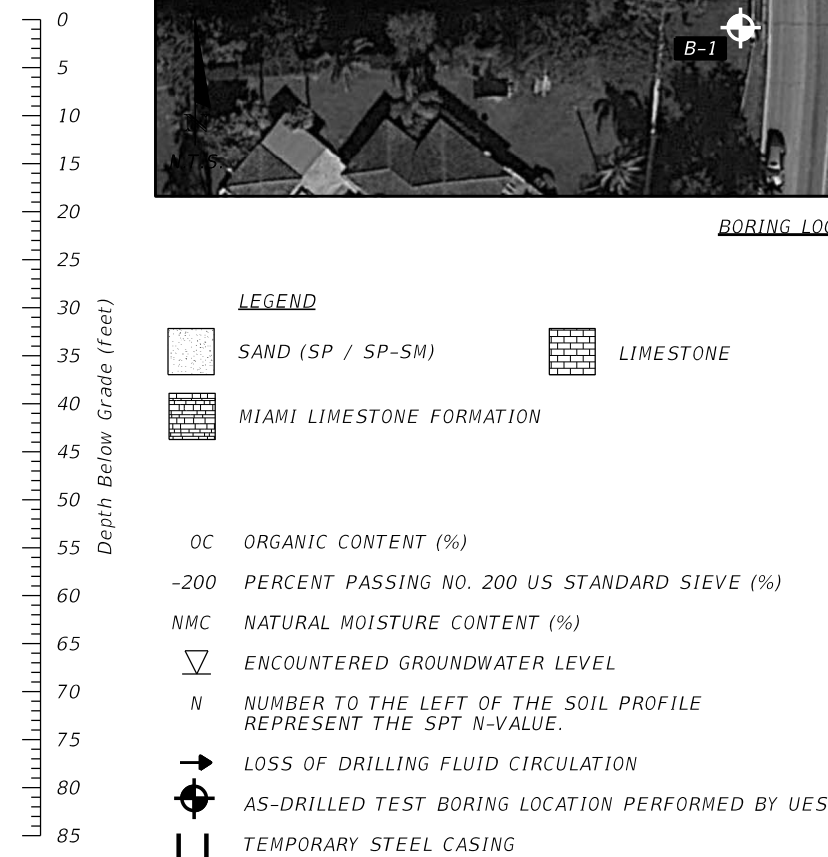 0
5
10
15
20
25
30
35
40
45
50
55
60
65
70
75
80
85
Depth Below Grade (feet)
B-1
N.T.S.
BORING
LEGEND
SAND (SP / SP-SM)
LIMESTONE
MIAMI LIMESTONE FORMATION
OC ORGANIC CONTENT (%)
-200 PERCENT PASSING NO. 200 US STANDARD SIEVE (%)
NMC NATURAL MOISTURE CONTENT (%)
ENCOUNTERED GROUNDWATER LEVEL
N NUMBER TO THE LEFT OF THE SOIL PROFILE
REPRESENT THE SPT N-VALUE.
LOSS OF DRILLING FLUID CIRCULATION
AS-DRILLED TEST BORING LOCATION PERFORMED BY UES
TEMPORARY STEEL CASING